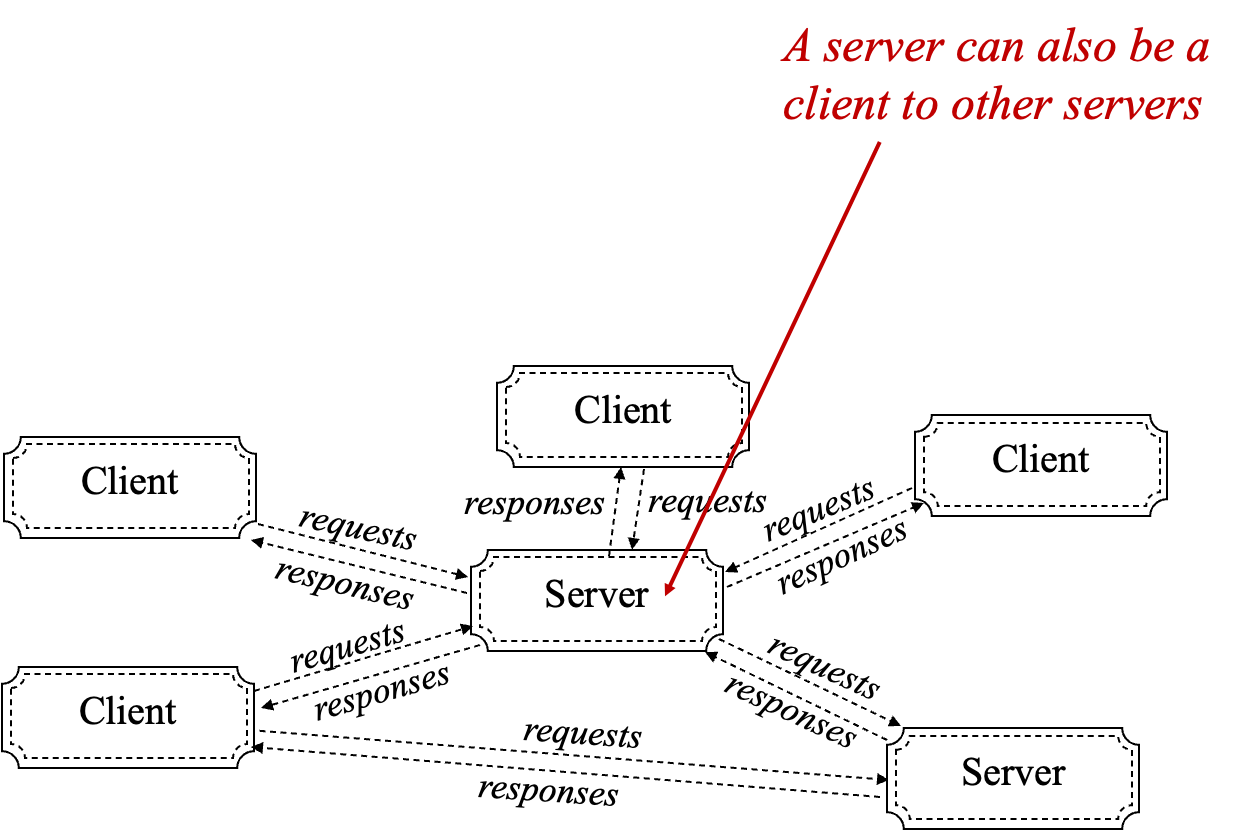 A server can also be a
client to other servers
Client
Client
Client
responses
requests
requests
responses
requests
responses
Server
requests
responses
requests
responses
Client
requests
responses
Server